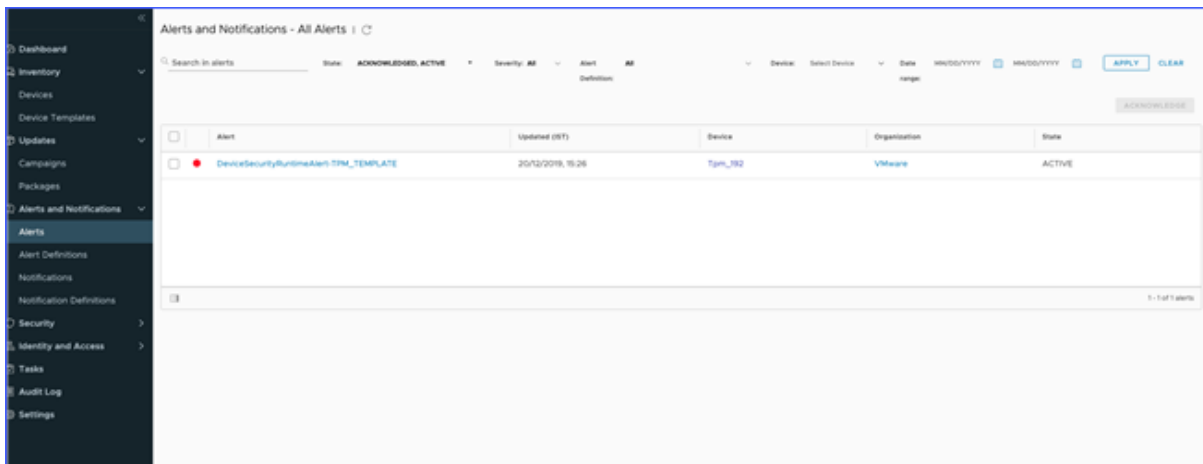 Alerts and Notifications - All Alerts
Dashboard
Inventory
Devices
Device Templates
Updates
Campaigns
Packages
Alerts and Notifications
Alerts
Alert Definitions
Notifications
Notification Definitions
Security
Identity and Access
Tasks
Audit Log
Settings
Search in alerts
State: ACKNOWLEDGED, ACTIVE
Severity: All
Alert Definition: All
Device: Select Device
Date range: MM/DD/YYYY MM/DD/YYYY
APPLY CLEAR
ACKNOWLEDGE
Alert Updated (IST) Device Organization State
DeviceSecurityRuntimeAlert-TPM_TEMPLATE 20/12/2019, 15:26 Tpm_192 VMware ACTIVE
1 - 1 of 1 alerts